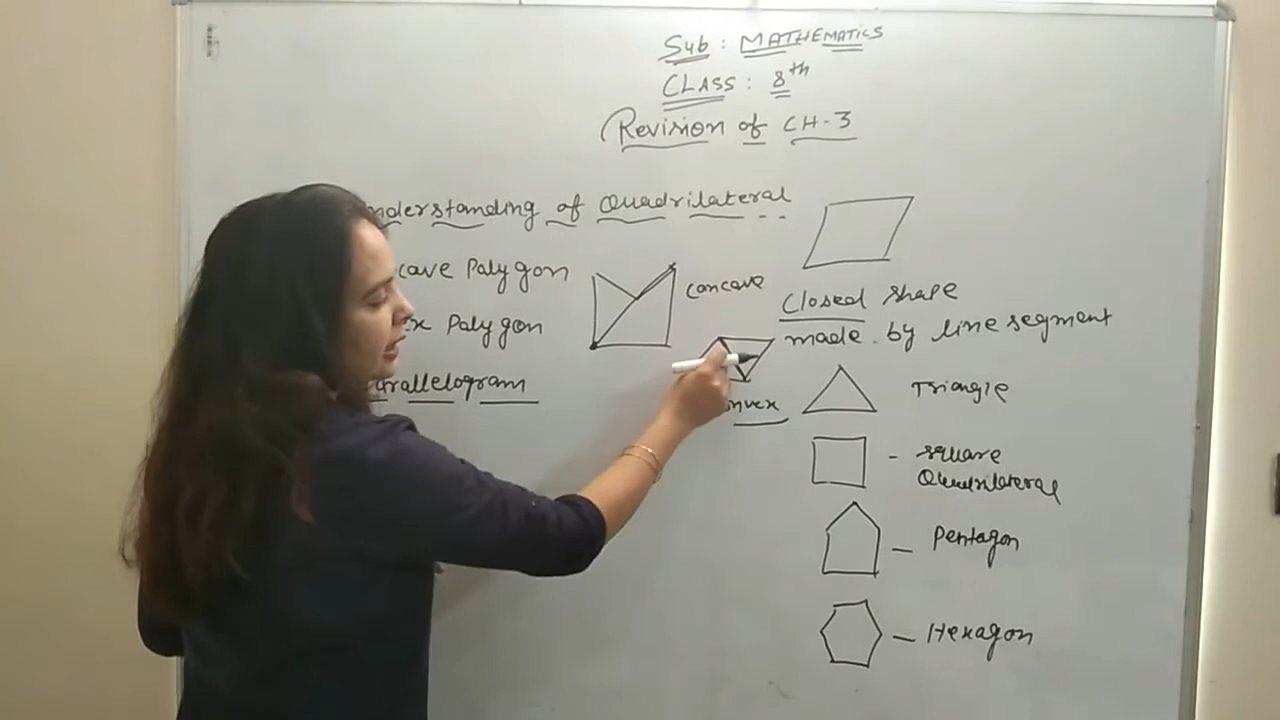 Sub : MATHEMATICS
CLASS : 8th
Revision of CH-3
nderstanding of Quadrilateral
cave Polygon
concave
x Polygon
rallelogram
nvex
Closed shape
made by line segment
Triangle
- square
Quadrilateral
- Pentagon
- Hexagon